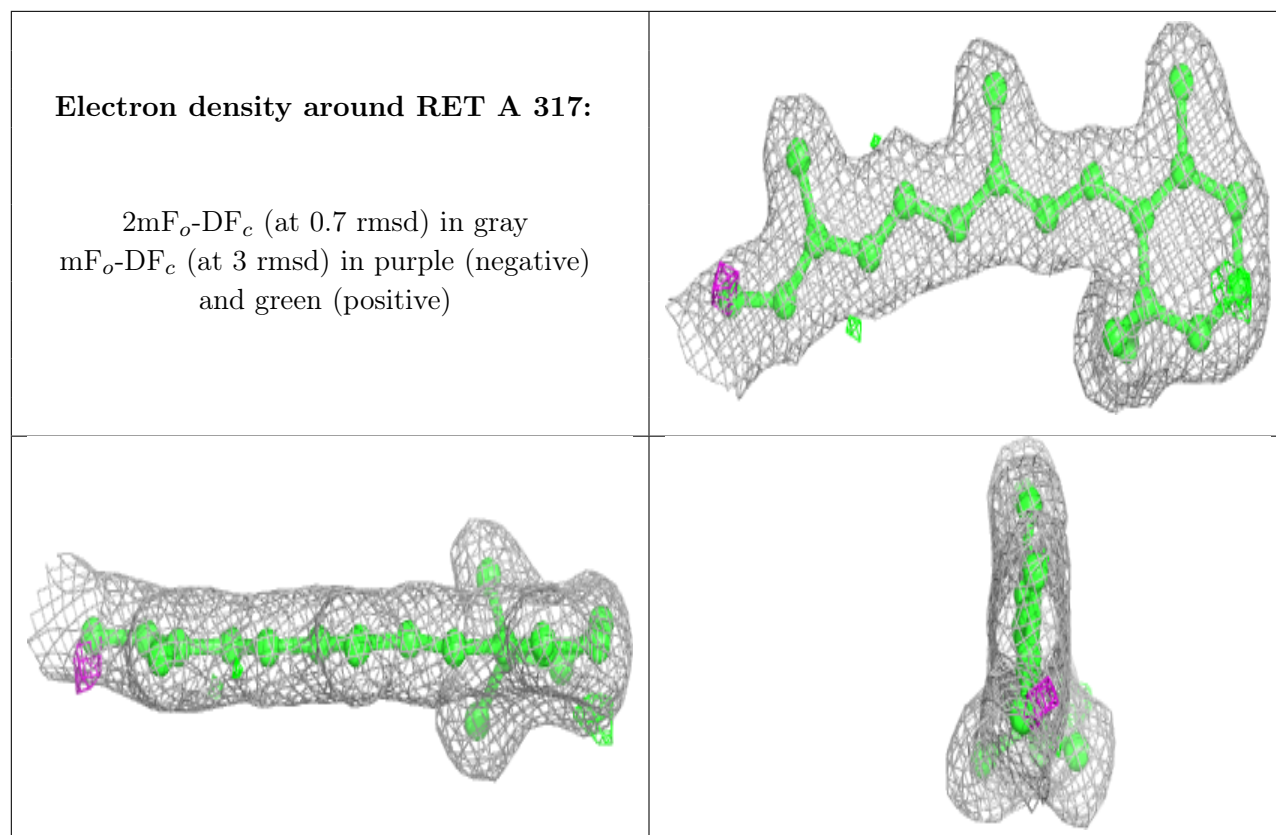 Electron density around RET A 317:
2mFo-DFc (at 0.7 rmsd) in gray
mFo-DFc (at 3 rmsd) in purple (negative)
and green (positive)